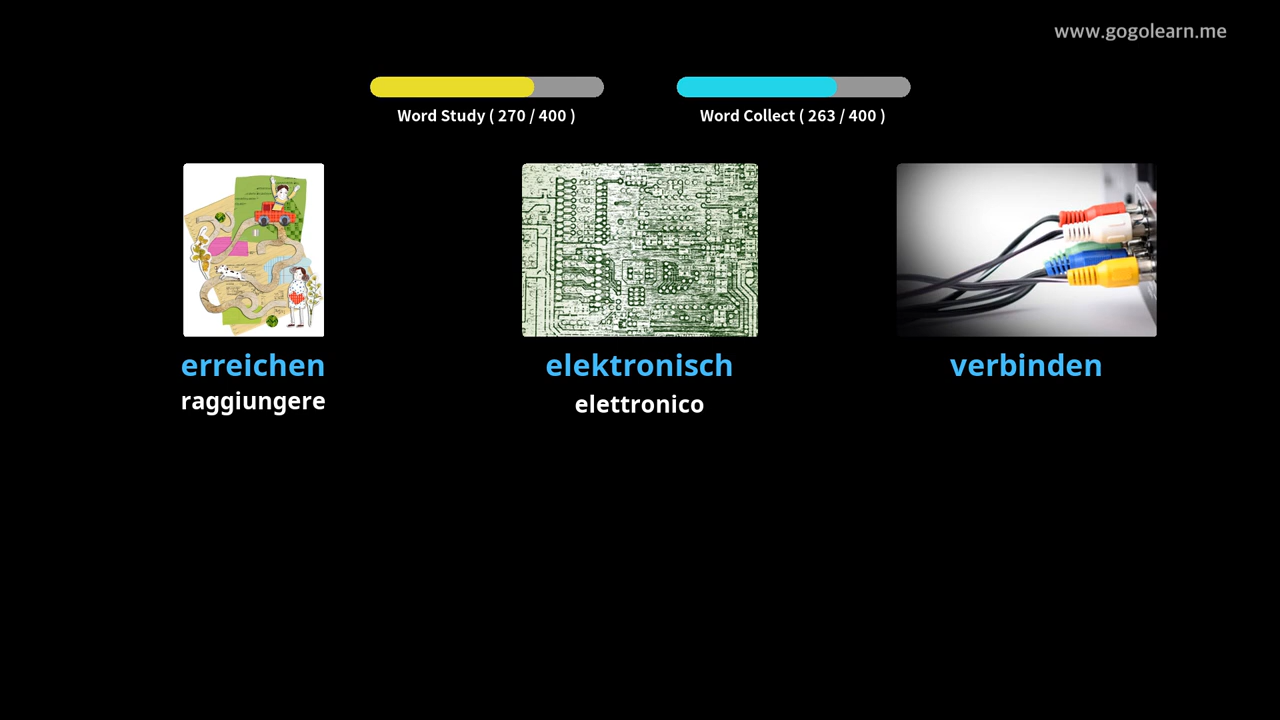 www.gogolearn.me
Word Study ( 270 / 400 )
Word Collect ( 263 / 400 )
erreichen
raggiungere
elektronisch
elettronico
verbinden